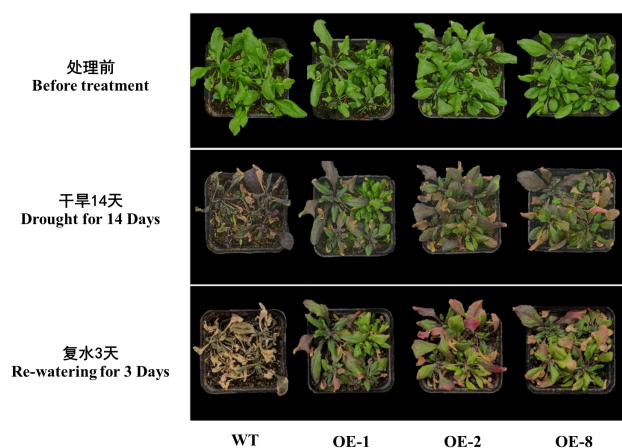 处理前
Before treatment
干旱14天
Drought for 14 Days
复水3天
Re-watering for 3 Days
WT OE-1 OE-2 OE-8